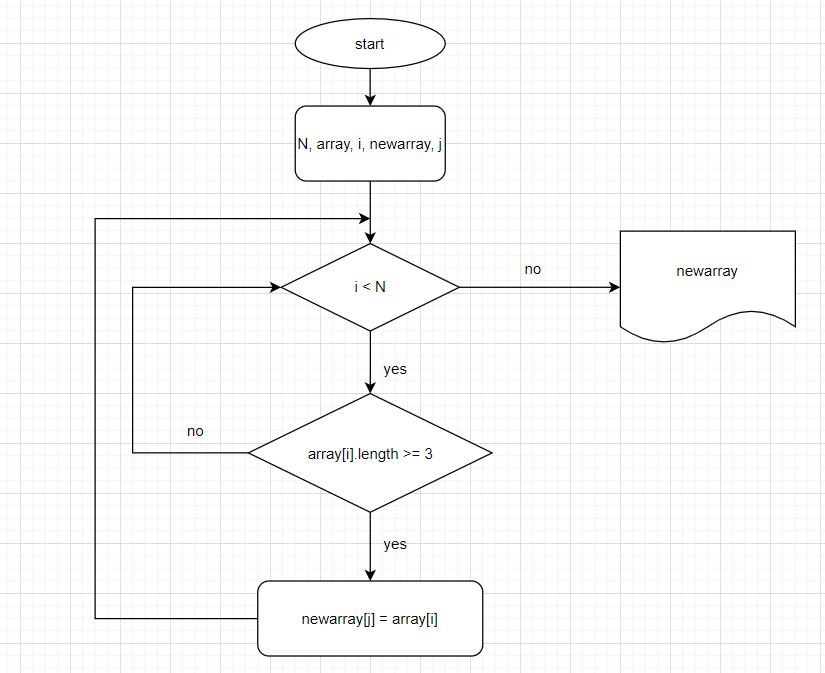 start
N, array, i, newarray, j
i < N
no
newarray
yes
no
array[i].length >= 3
yes
newarray[j] = array[i]